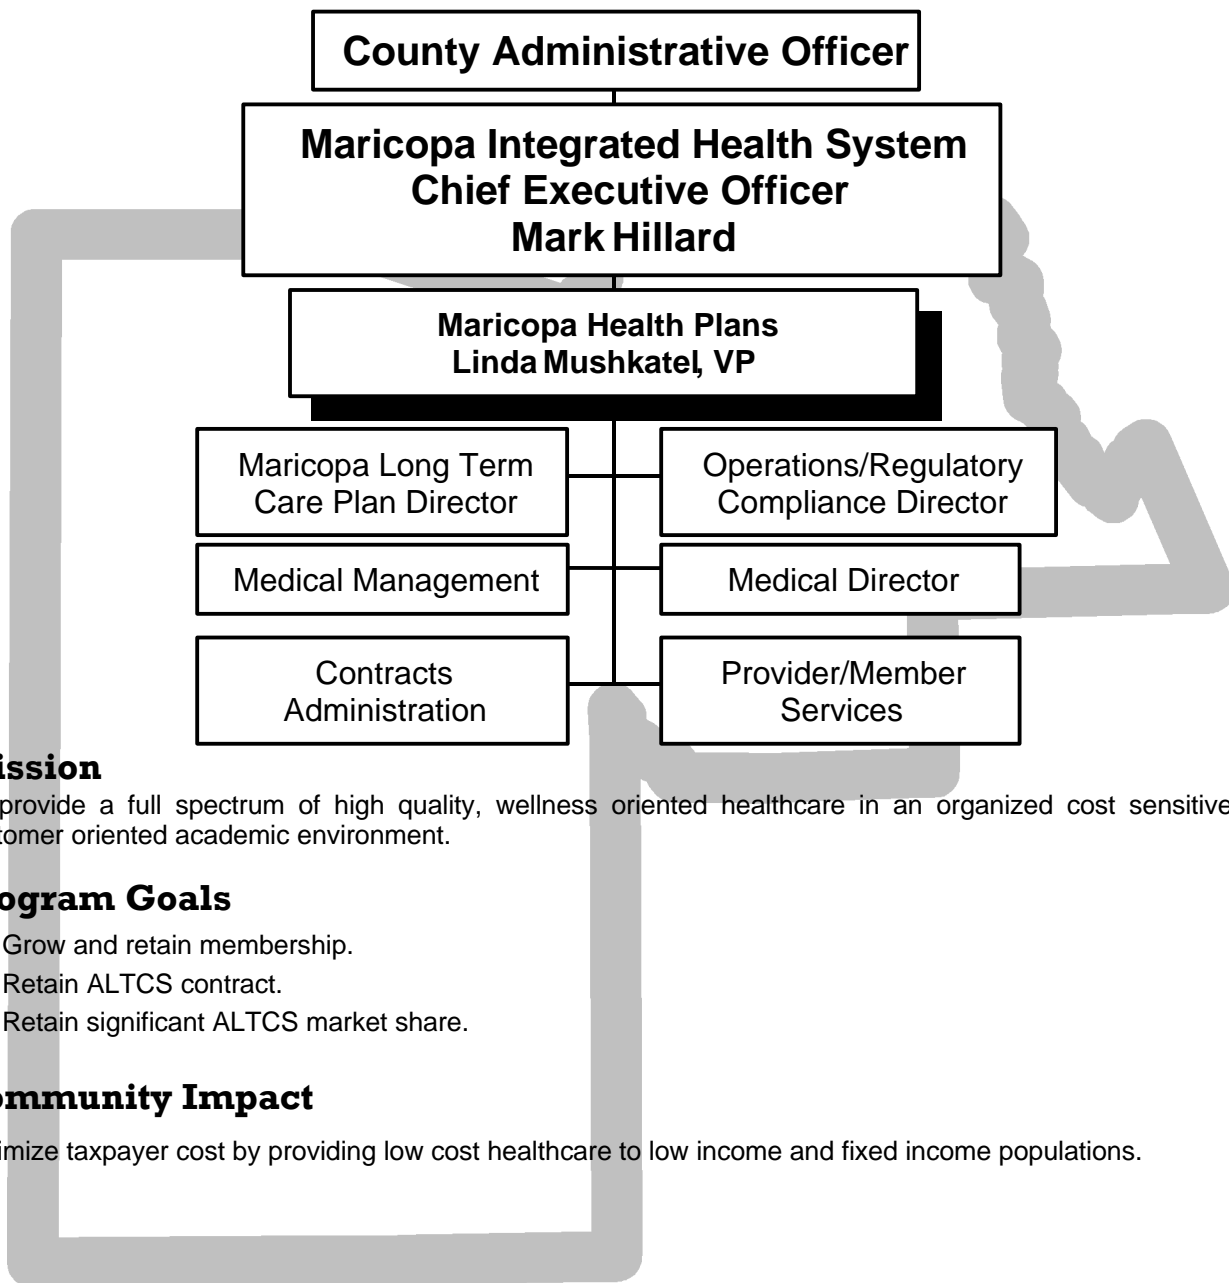 County Administrative Officer
Maricopa Integrated Health System
Chief Executive Officer
Mark Hillard
Maricopa Health Plans
Linda Mushkatel, VP
Maricopa Long Term
Care Plan Director
Operations/Regulatory
Compliance Director
Medical Management
Medical Director
Contracts
Administration
Provider/Member
Services
ission
provide a full spectrum of high quality, wellness oriented healthcare in an organized cost sensitive
tomer oriented academic environment.
ogram Goals
Grow and retain membership.
Retain ALTCS contract.
Retain significant ALTCS market share.
mmunity Impact
imize taxpayer cost by providing low cost healthcare to low income and fixed income populations.